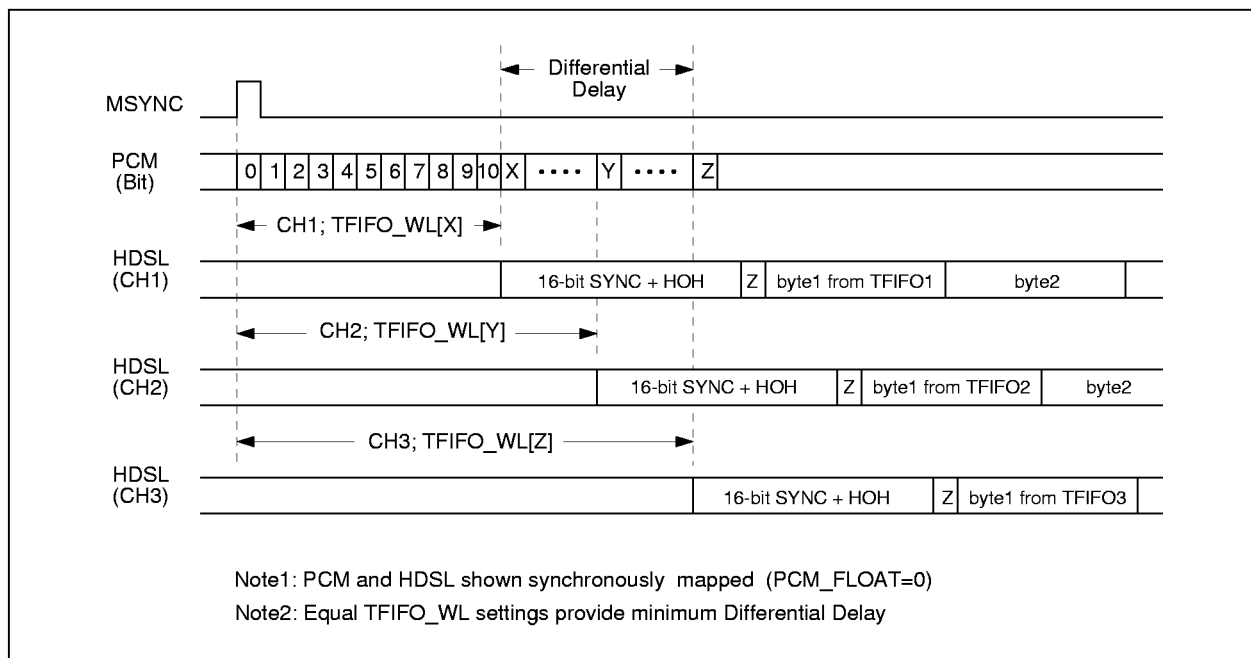 Differential
Delay
MSYNC
PCM
(Bit)
0 1 2 3 4 5 6 7 8 9 10 X •••• Y •••• Z
CH1; TFIFO_WL[X]
HDSL
(CH1)
16-bit SYNC + HOH Z byte1 from TFIFO1 byte2
CH2; TFIFO_WL[Y]
HDSL
(CH2)
16-bit SYNC + HOH Z byte1 from TFIFO2 byte2
CH3; TFIFO_WL[Z]
HDSL
(CH3)
16-bit SYNC + HOH Z byte1 from TFIFO3
Note1: PCM and HDSL shown synchronously mapped (PCM_FLOAT=0)
Note2: Equal TFIFO_WL settings provide minimum Differential Delay